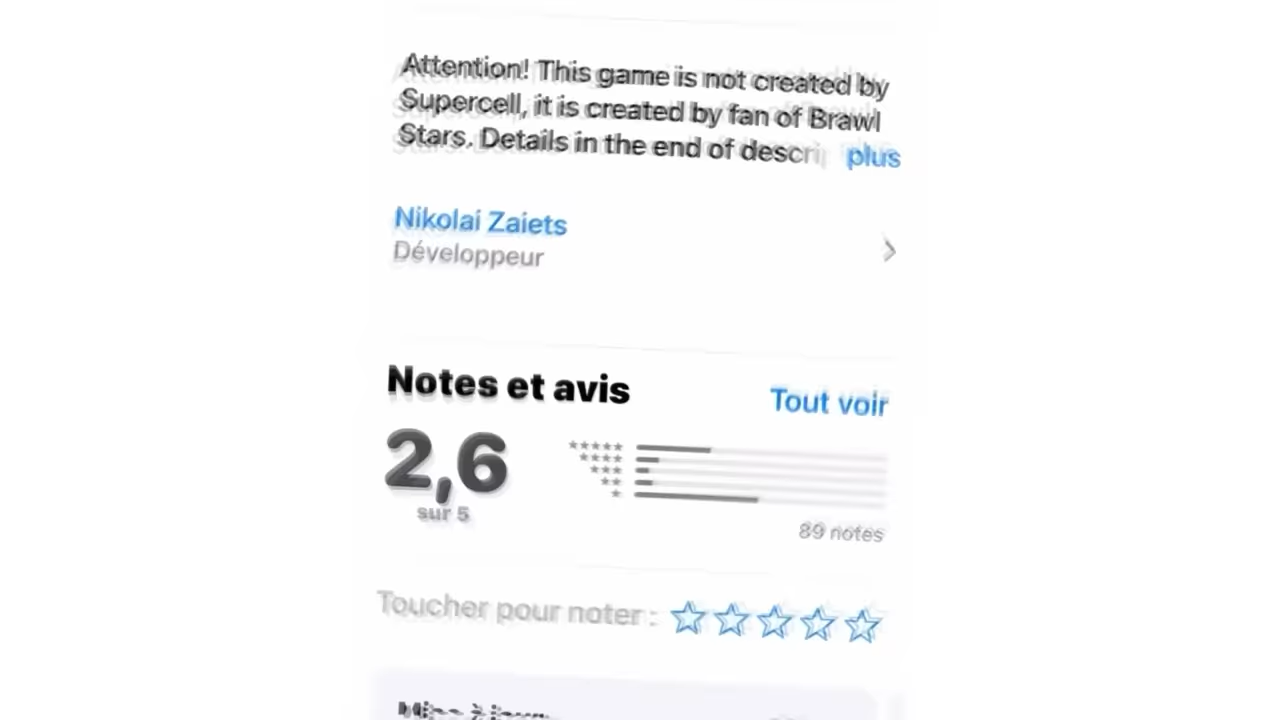 Attention! This game is not created by
Supercell, it is created by fan of Brawl
Stars. Details in the end of descri plus
Nikolai Zaiets
Développeur
Notes et avis
Tout voir
2,6
sur 5
89 notes
Toucher pour noter :